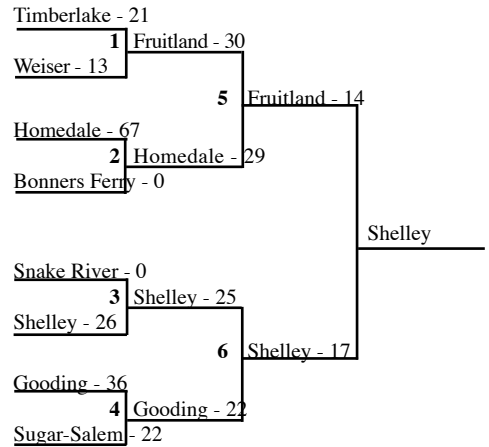 Timberlake - 21
1 Fruitland - 30
Weiser - 13
5 Fruitland - 14
Homedale - 67
2 Homedale - 29
Bonners Ferry - 0
Shelley
Snake River - 0
3 Shelley - 25
Shelley - 26
6 Shelley - 17
Gooding - 36
4 Gooding - 22
Sugar-Salem - 22